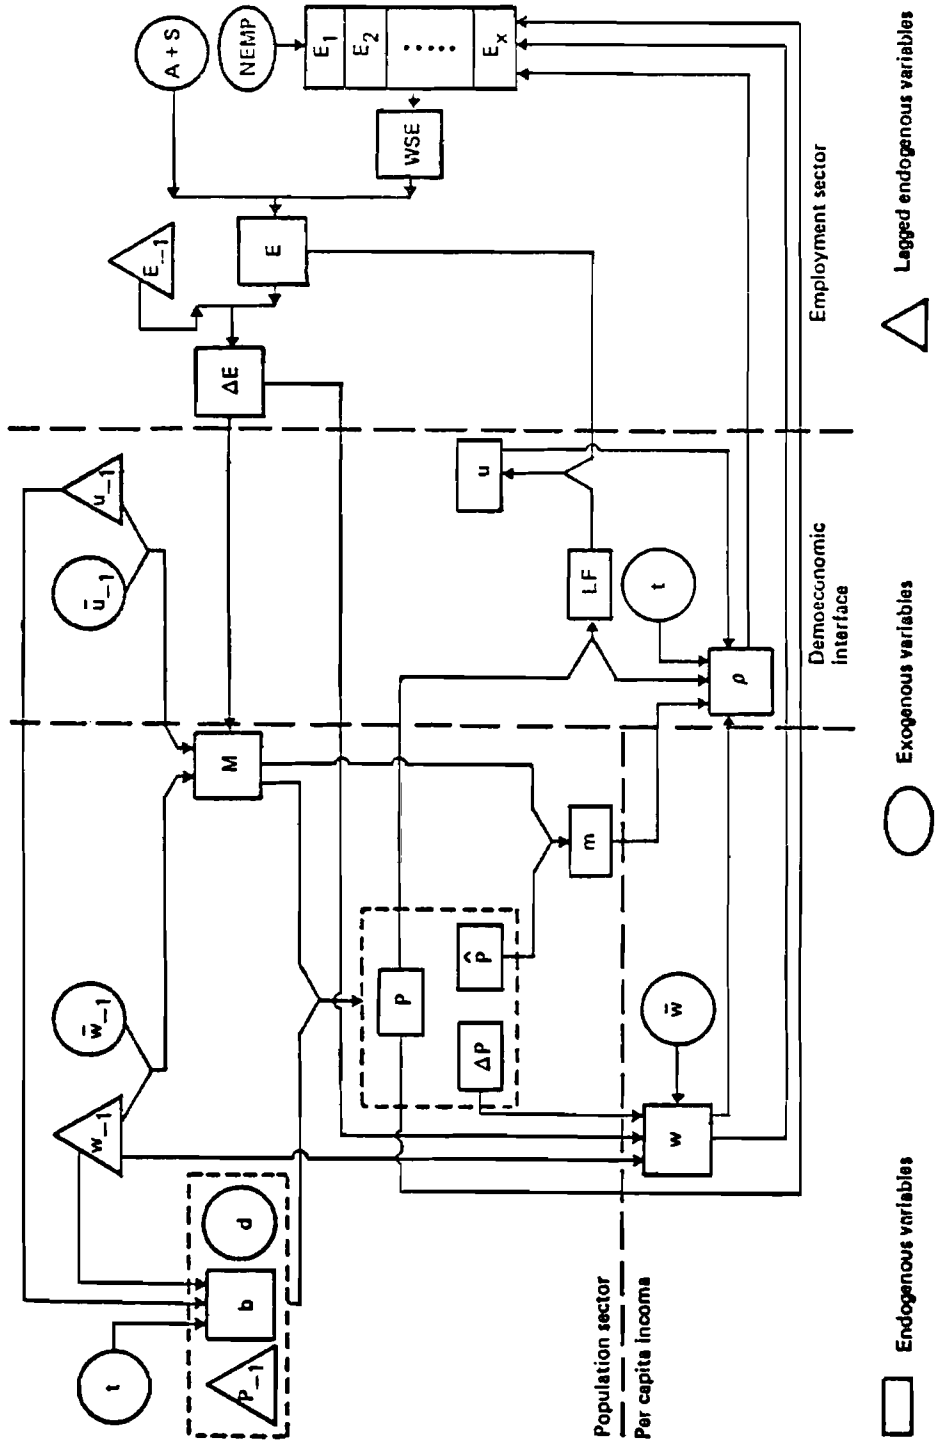 t
w₋₁
w̄₋₁
ū₋₁
u₋₁
E₋₁
A + S
P₋₁
b
d
M
ΔE
E
NEMP
E₁
E₂
P
WSE
.....
ΔP
P̂
u
Eₓ
m
LF
Population sector
Per capita income
t
w
w̄
ρ
Demoeconomic
interface
Employment sector
Endogenous variables
Exogenous variables
Lagged endogenous variables